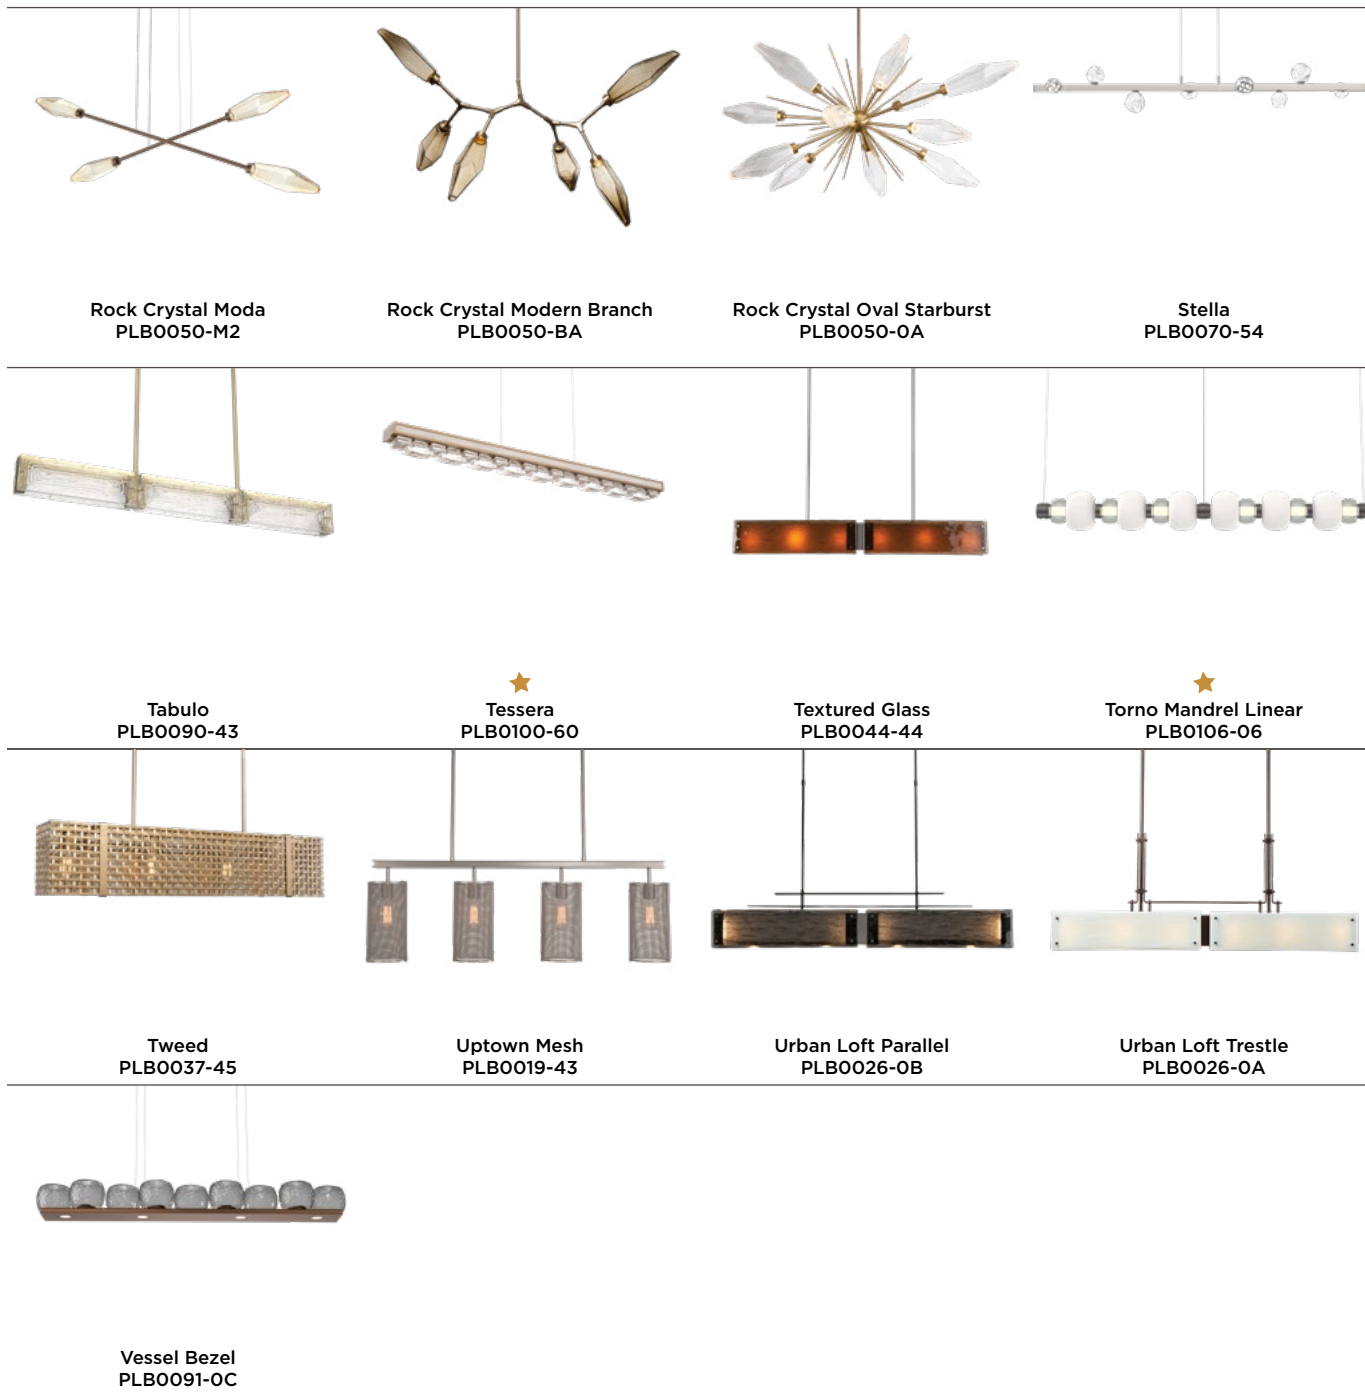 Rock Crystal Moda
PLB0050-M2
Rock Crystal Modern Branch
PLB0050-BA
Rock Crystal Oval Starburst
PLB0050-0A
Stella
PLB0070-54
Tabulo
PLB0090-43
Tessera
PLB0100-60
Textured Glass
PLB0044-44
Torno Mandrel Linear
PLB0106-06
Tweed
PLB0037-45
Uptown Mesh
PLB0019-43
Urban Loft Parallel
PLB0026-0B
Urban Loft Trestle
PLB0026-0A
Vessel Bezel
PLB0091-0C